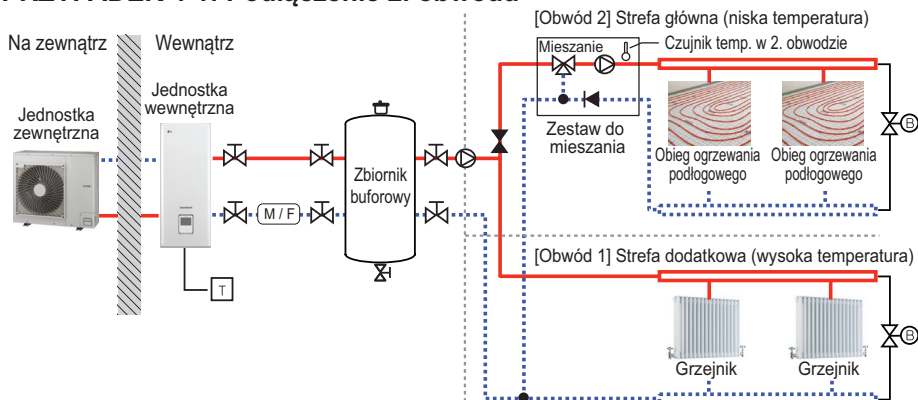 [Obwód 2] Strefa główna (niska temperatura)
Na zewnątrz
Wewnątrz
Mieszanie
Czujnik temp. w 2. obwodzie
Jednostka
zewnętrzna
Jednostka
wewnętrzna
Zestaw do
mieszania
Obieg ogrzewania
podłogowego
Obieg ogrzewania
podłogowego
B
Zbiornik
buforowy
M / F
T
[Obwód 1] Strefa dodatkowa (wysoka temperatura)
B
Grzejnik
Grzejnik